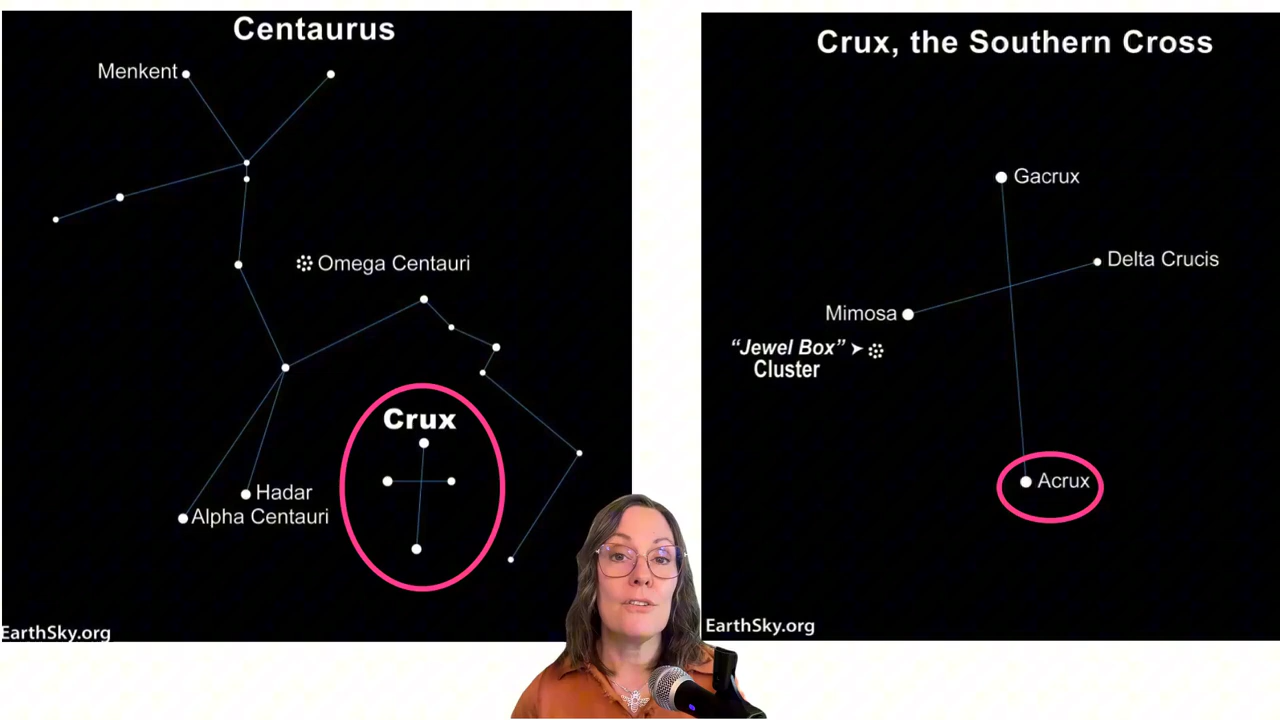 Centaurus
Menkent
Omega Centauri
Crux
Hadar
Alpha Centauri
EarthSky.org
Crux, the Southern Cross
Gacrux
Delta Crucis
Mimosa
“Jewel Box”
Cluster
Acrux
EarthSky.org